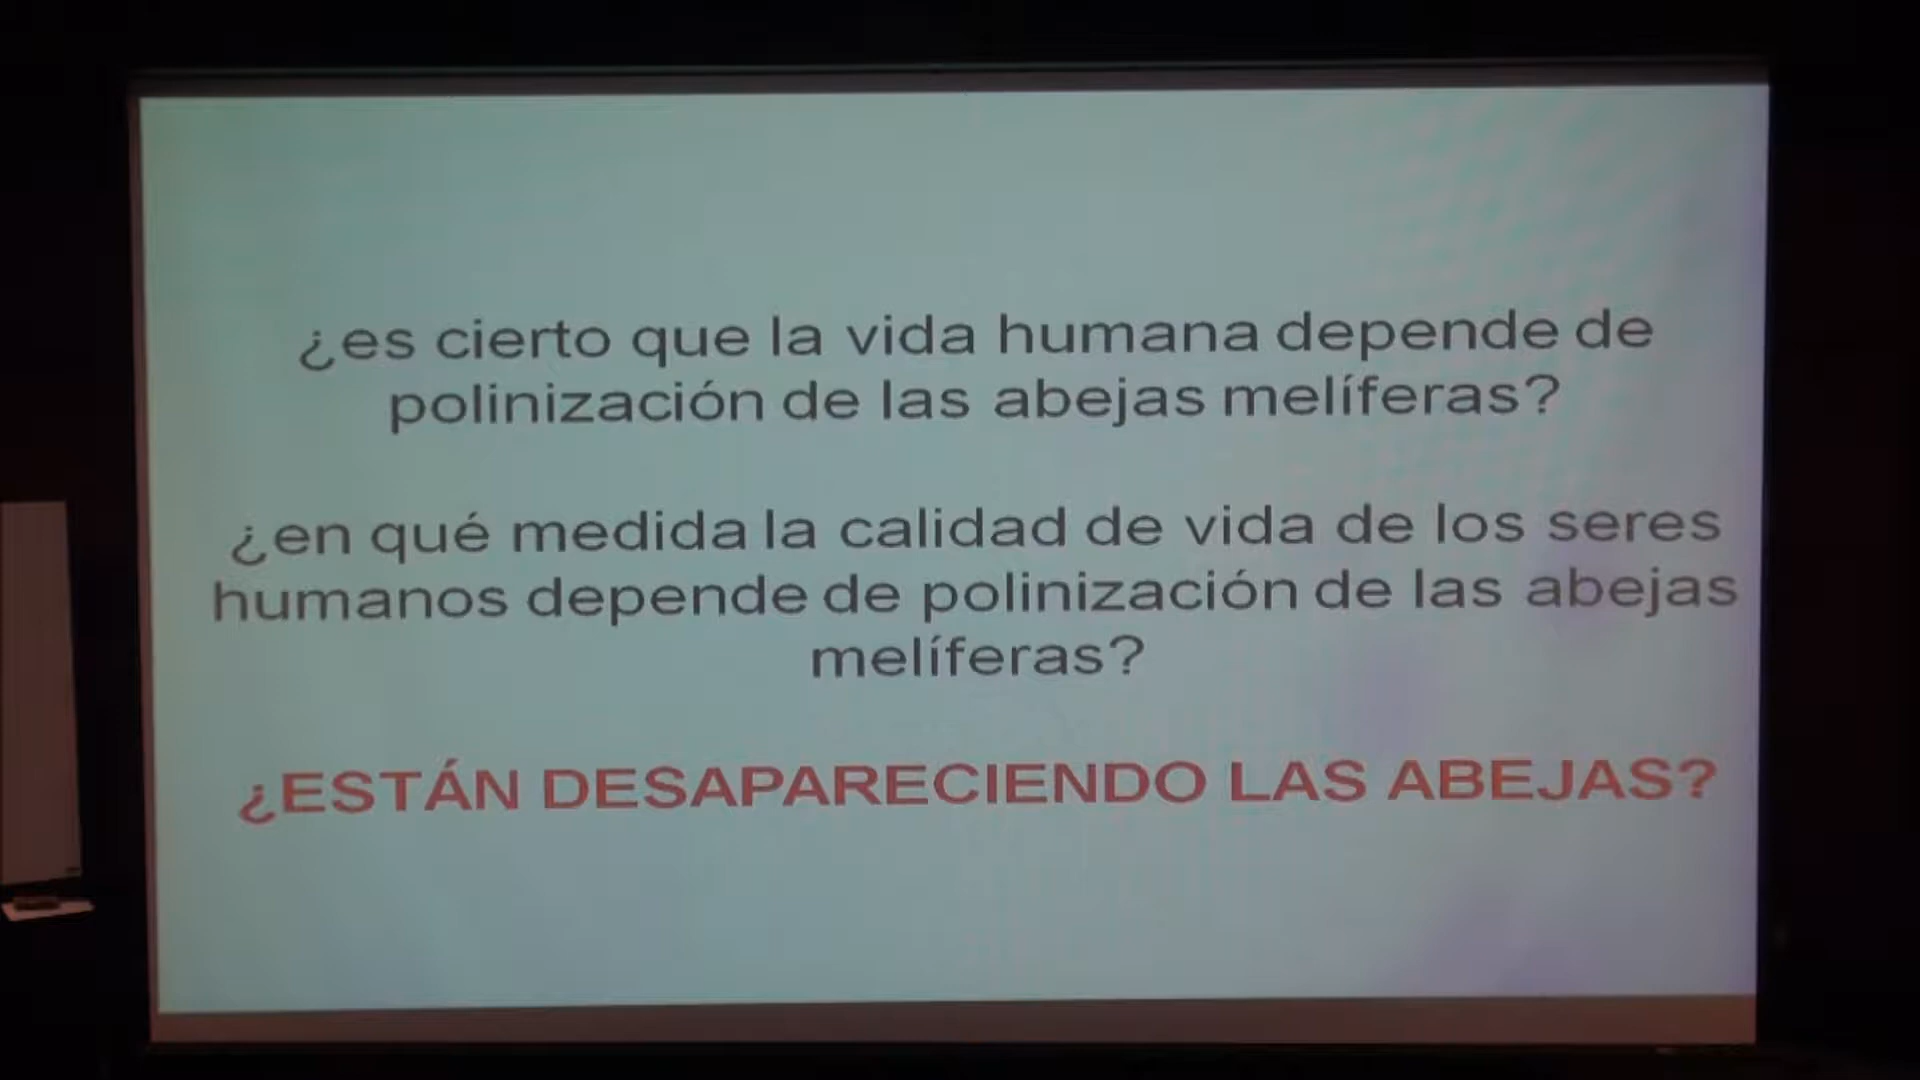 ¿es cierto que la vida humana depende de
polinización de las abejas melíferas?
¿en qué medida la calidad de vida de los seres
humanos depende de polinización de las abejas
melíferas?
¿ESTÁN DESAPARECIENDO LAS ABEJAS?